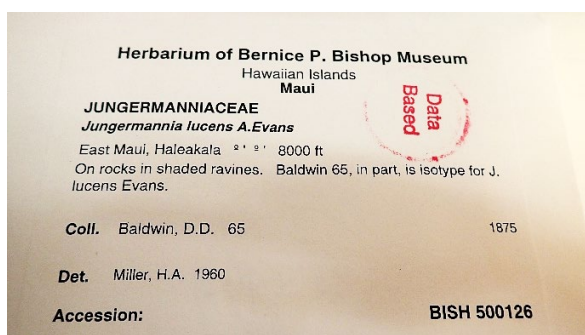 Herbarium of Bernice P. Bishop Museum
Hawaiian Islands
Maui
Data Based
JUNGERMANNIACEAE
Jungermannia lucens A.Evans
East Maui, Haleakala º ' º ' 8000 ft
On rocks in shaded ravines. Baldwin 65, in part, is isotype for J.
lucens Evans.
Coll. Baldwin, D.D. 65 1875
Det. Miller, H.A. 1960
Accession: BISH 500126